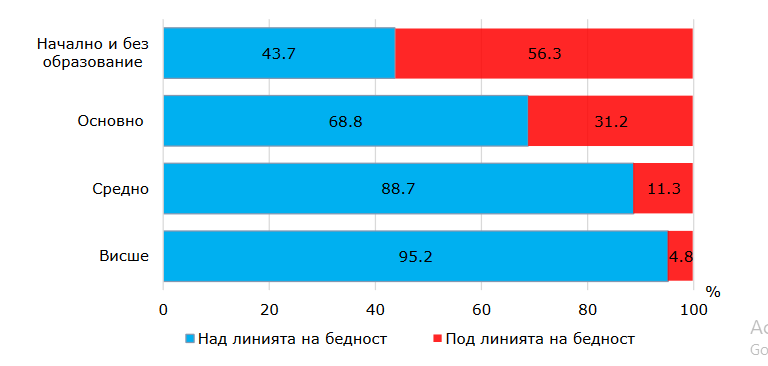 Начално и без
образование
43.7
56.3
Основно
68.8
31.2
Средно
88.7
11.3
Висше
95.2
4.8
%
0
20
40
60
80
100
Над линията на бедност
Под линията на бедност